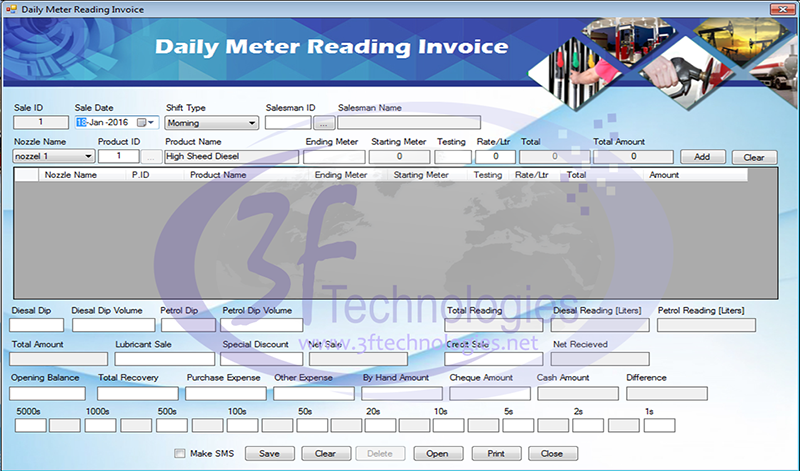 Daily Meter Reading Invoice
Daily Meter Reading Invoice
Sale ID Sale Date Shift Type Salesman ID Salesman Name
1 18-Jan -2016 Morning ...
Nozzle Name Product ID Product Name Ending Meter Starting Meter Testing Rate/Ltr Total Total Amount
nozzel 1 1 ... High Sheed Diesel 0 0 0 0 Add Clear
Nozzle Name P.ID Product Name Ending Meter Starting Meter Testing Rate/Ltr Total Amount
3f
Technologies
www.3ftechnologies.net
Diesal Dip Diesal Dip Volume Petrol Dip Petrol Dip Volume Total Reading Diesal Reading [Liters] Petrol Reading [Liters]
Total Amount Lubricant Sale Special Discount Net Sale Credit Sale Net Recieved
Opening Balance Total Recovery Purchase Expense Other Expense By Hand Amount Cheque Amount Cash Amount Difference
5000s 1000s 500s 100s 50s 20s 10s 5s 2s 1s
Make SMS Save Clear Delete Open Print Close